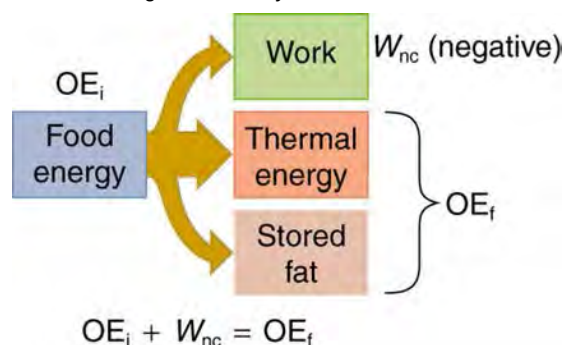 Work
W_nc (negative)
OE_i
Food
energy
Thermal
energy
OE_f
Stored
fat
OE_i + W_nc = OE_f